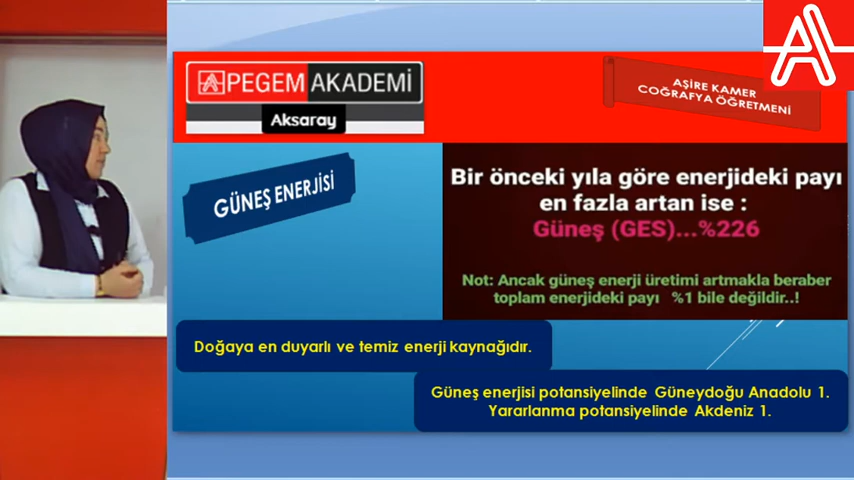 PEGEM AKADEMİ
Aksaray
AŞİRE KAMER
COĞRAFYA ÖĞRETMENİ
GÜNEŞ ENERJİSİ
Bir önceki yıla göre enerjideki payı
en fazla artan ise :
Güneş (GES)...%226
Not: Ancak güneş enerji üretimi artmakla beraber
toplam enerjideki payı %1 bile değildir..!
Doğaya en duyarlı ve temiz enerji kaynağıdır.
Güneş enerjisi potansiyelinde Güneydoğu Anadolu 1.
Yararlanma potansiyelinde Akdeniz 1.